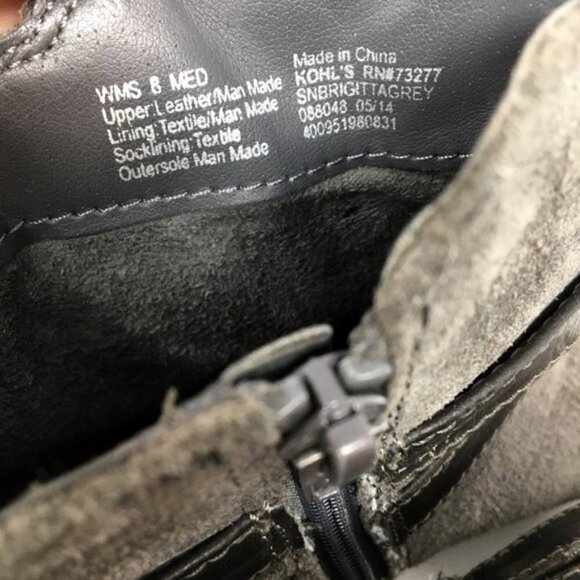 WMS 8 MED
Upper:Leather/Man Made
Lining:Textile/Man Made
Socklining:Textile
Outersole Man Made
Made in China
KOHL'S RN#73277
SNBRIGITTAGREY
088048 05/14
400951980831